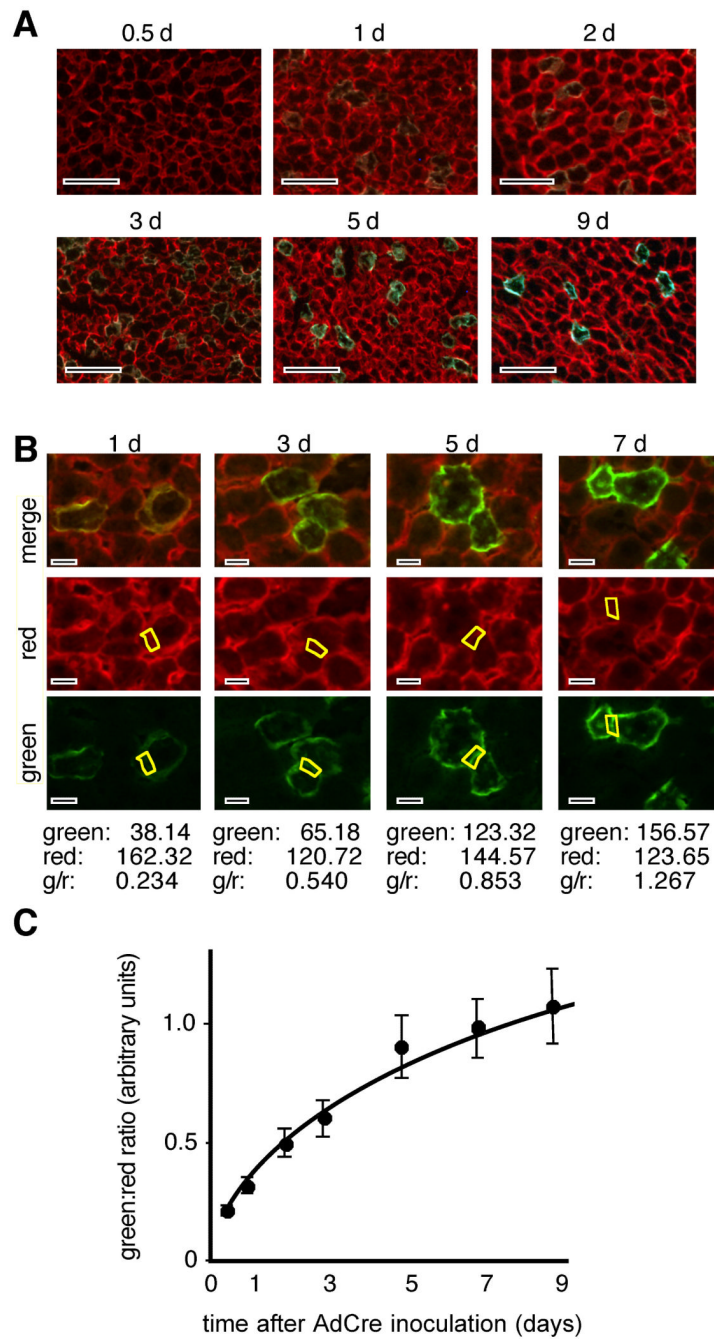 A
0.5 d 1 d 2 d
3 d 5 d 9 d
B
1 d 3 d 5 d 7 d
merge
red
green
green: 38.14 green: 65.18 green: 123.32 green: 156.57
red: 162.32 red: 120.72 red: 144.57 red: 123.65
g/r: 0.234 g/r: 0.540 g/r: 0.853 g/r: 1.267
C
green:red ratio (arbitrary units)
1.0
0.5
0
0 1 3 5 7 9
time after AdCre inoculation (days)